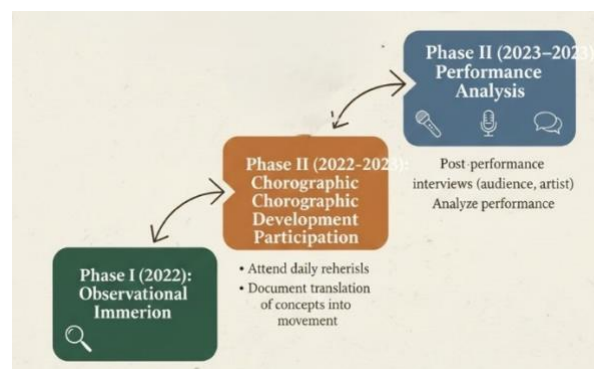 Phase I (2022):
Observational
Immerion
Phase II (2022-2023):
Chorographic
Chorographic
Development
Participation
• Attend daily reherisls
• Document translation
of concepts into
movement
Phase II (2023–2023)
Performance
Analysis
Post-performance
interviews (audience, artist)
Analyze performance